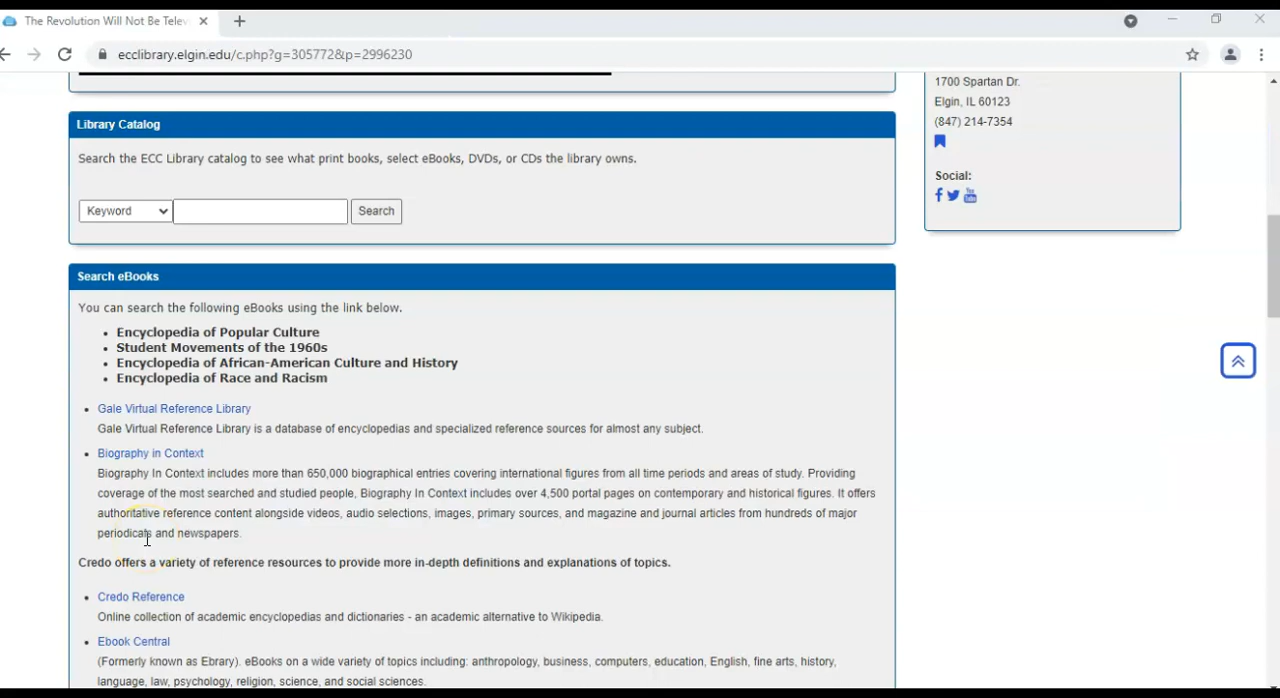 The Revolution Will Not Be Telev
ecclibrary.elgin.edu/c.php?g=305772&p=2996230
1700 Spartan Dr.
Elgin, IL 60123
(847) 214-7354
Social:
Library Catalog
Search the ECC Library catalog to see what print books, select eBooks, DVDs, or CDs the library owns.
Keyword Search
Search eBooks
You can search the following eBooks using the link below.
• Encyclopedia of Popular Culture
• Student Movements of the 1960s
• Encyclopedia of African-American Culture and History
• Encyclopedia of Race and Racism
• Gale Virtual Reference Library
Gale Virtual Reference Library is a database of encyclopedias and specialized reference sources for almost any subject.
• Biography in Context
Biography In Context includes more than 650,000 biographical entries covering international figures from all time periods and areas of study. Providing
coverage of the most searched and studied people, Biography In Context includes over 4,500 portal pages on contemporary and historical figures. It offers
authoritative reference content alongside videos, audio selections, images, primary sources, and magazine and journal articles from hundreds of major
periodicals and newspapers.
Credo offers a variety of reference resources to provide more in-depth definitions and explanations of topics.
• Credo Reference
Online collection of academic encyclopedias and dictionaries - an academic alternative to Wikipedia.
• Ebook Central
(Formerly known as Ebrary). eBooks on a wide variety of topics including: anthropology, business, computers, education, English, fine arts, history,
language, law, psychology, religion, science, and social sciences.